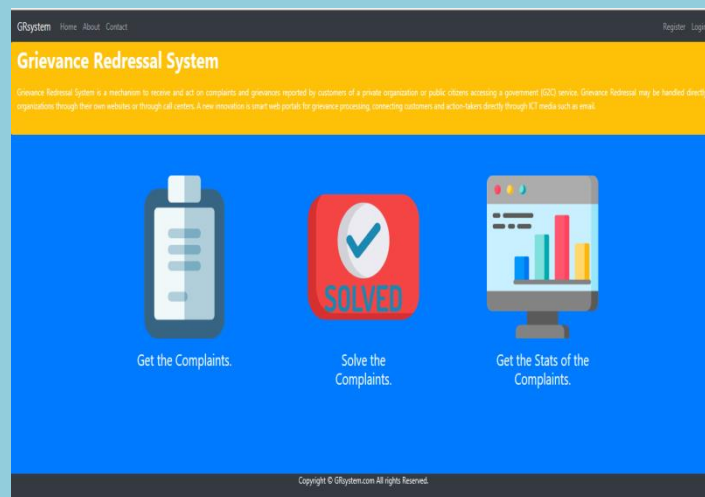 GRsystem Home About Contact Register Login
Grievance Redressal System
Grievance Redressal System is a mechanism to receive and act on complaints and grievances reported by customers of a private organization or public citizens accessing a government (G2C) service. Grievance Redressal may be handled directly
organizations through their own websites or through call centers. A new innovation is smart web portals for grievance processing, connecting customers and action-takers directly through ICT media such as email.
SOLVED
Get the Complaints.
Solve the
Complaints.
Get the Stats of the
Complaints.
Copyright © GRsystem.com All rights Reserved.